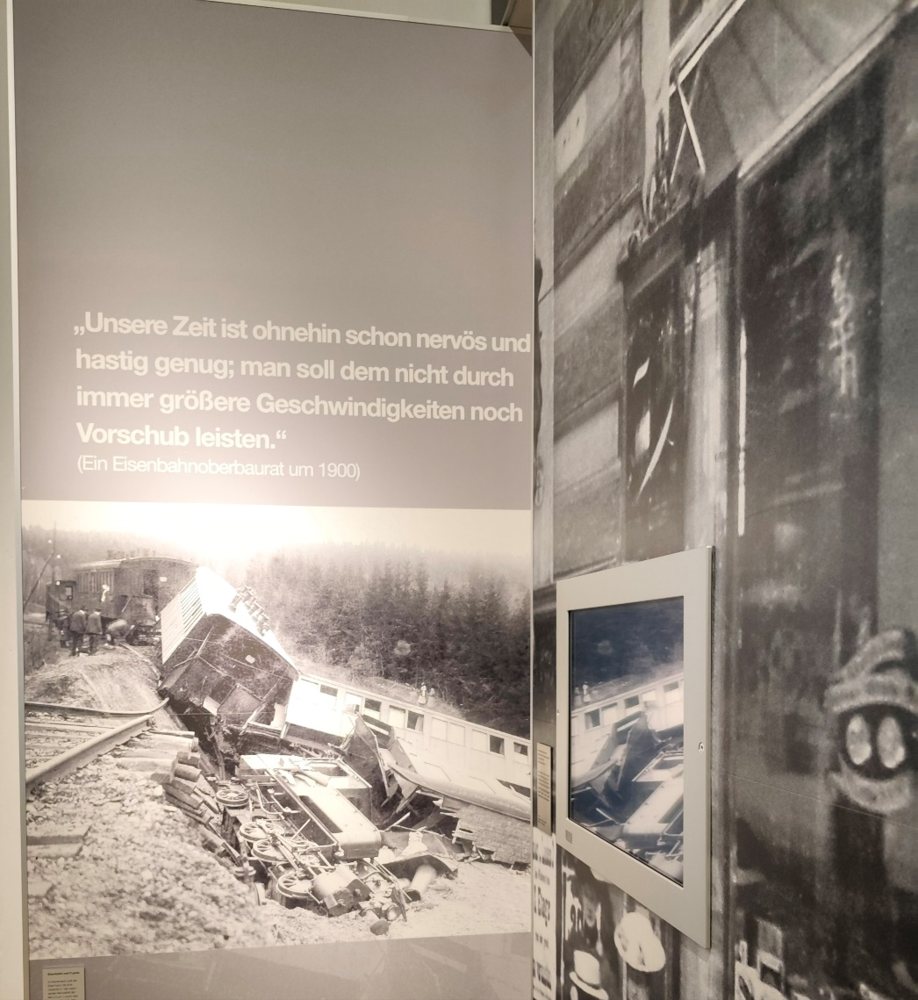 „Unsere Zeit ist ohnehin schon nervös und
hastig genug; man soll dem nicht durch
immer größere Geschwindigkeiten noch
Vorschub leisten.“
(Ein Eisenbahnoberbaurat um 1900)